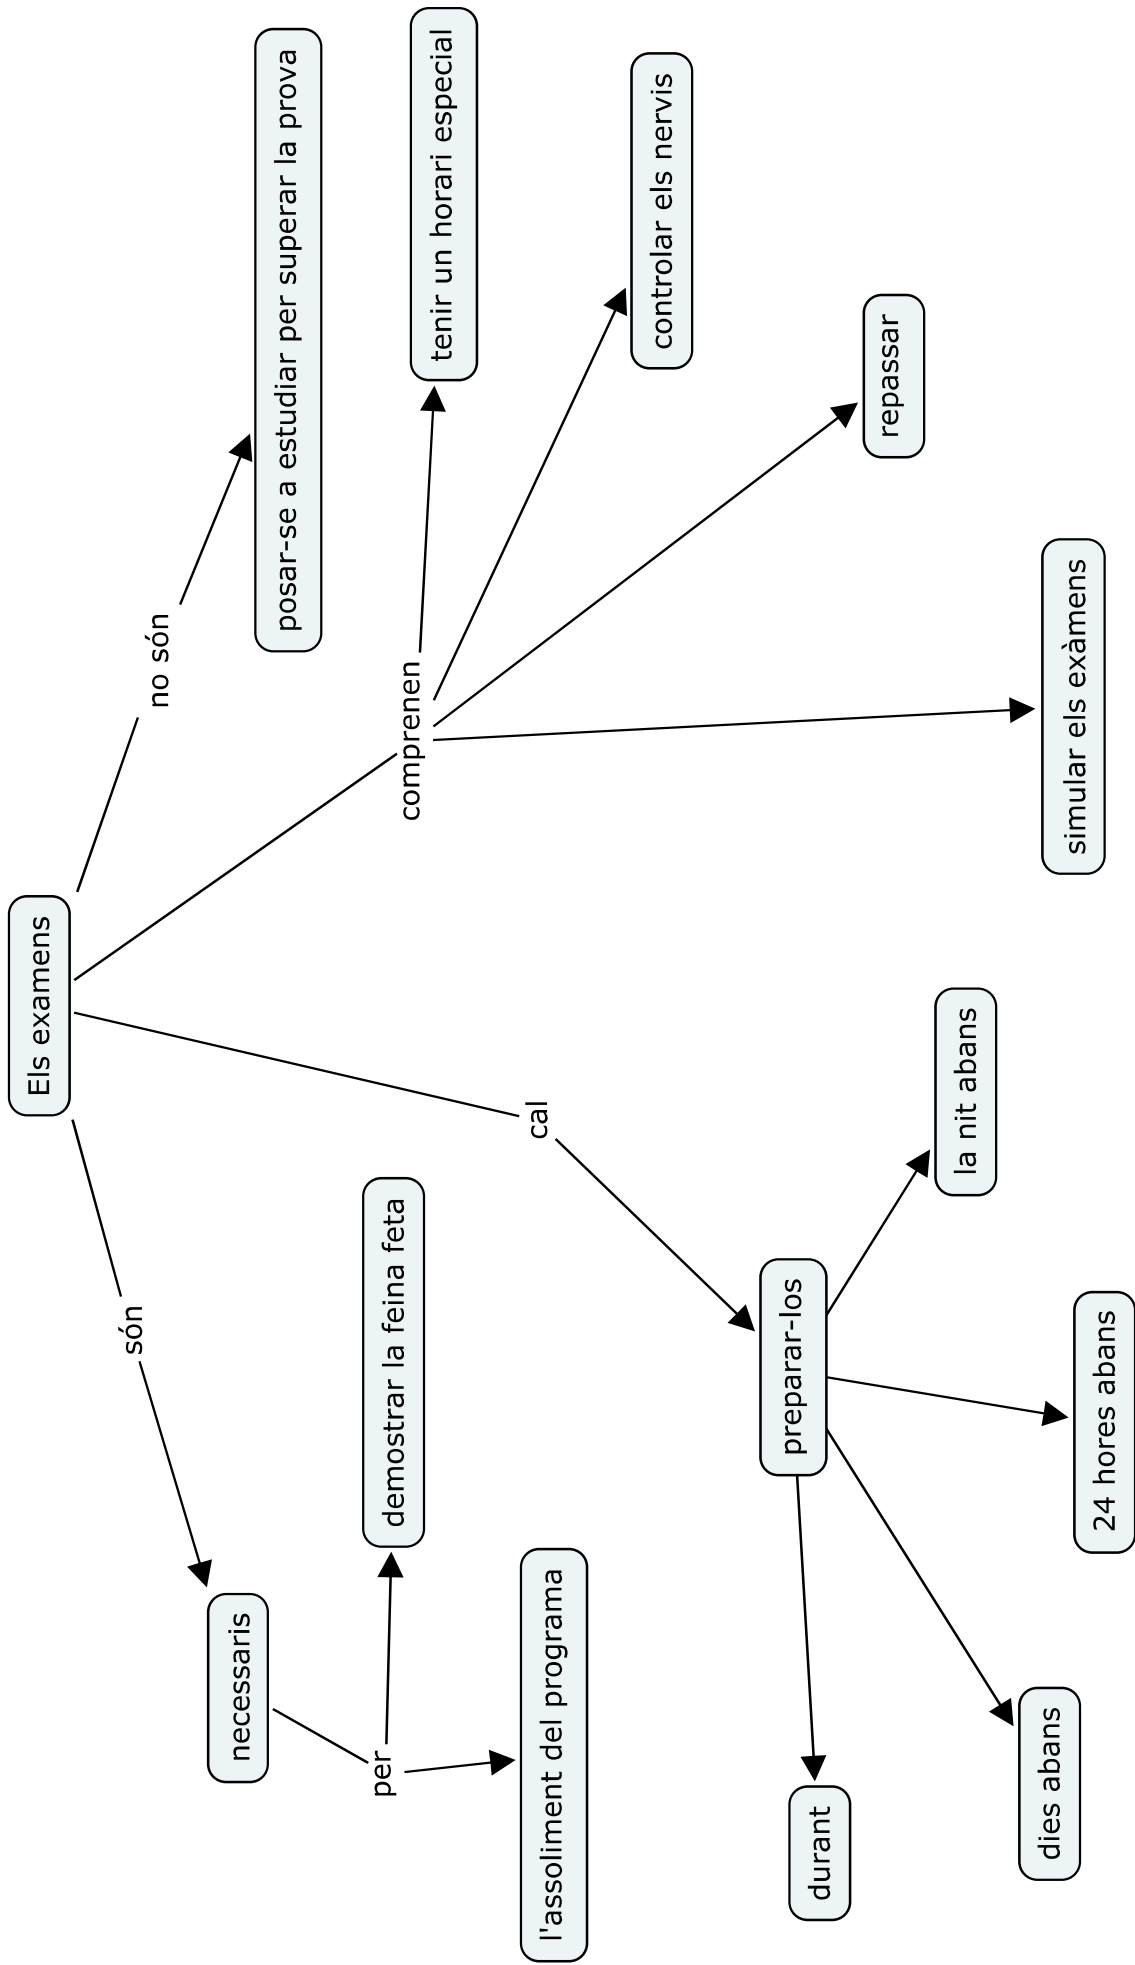 Els examens
són
no són
necessaris
posar-se a estudiar per superar la prova
per
demostrar la feina feta
comprenen
tenir un horari especial
l'assoliment del programa
cal
controlar els nervis
preparar-los
durant
repassar
la nit abans
dies abans
24 hores abans
simular els exàmens